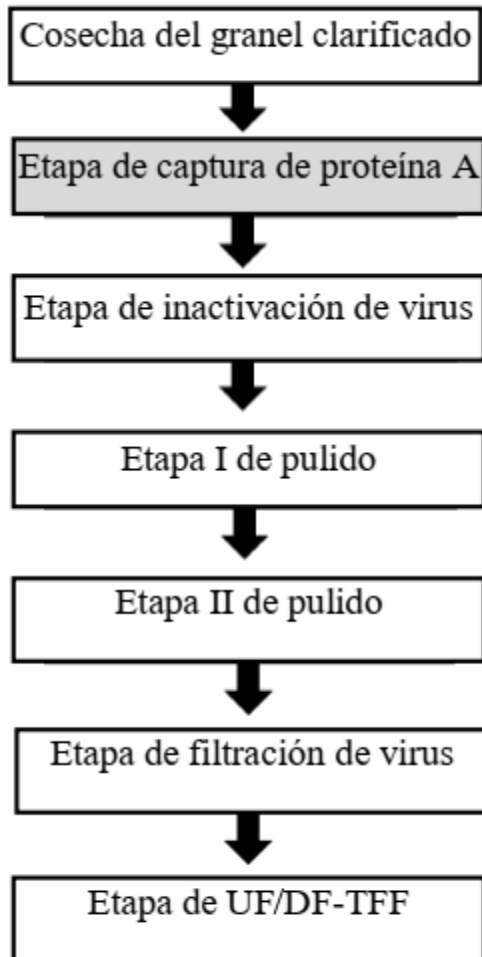 Cosecha del granel clarificado
Etapa de captura de proteína A
Etapa de inactivación de virus
Etapa I de pulido
Etapa II de pulido
Etapa de filtración de virus
Etapa de UF/DF-TFF